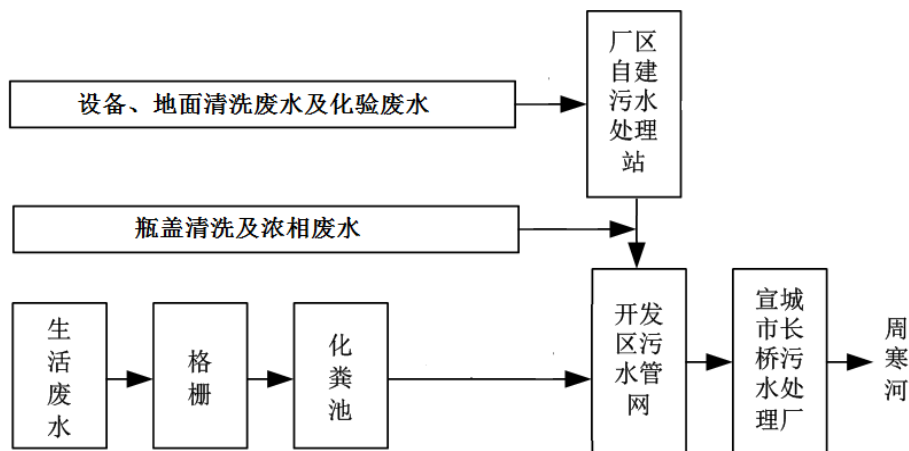 厂区
自建
污水
处理
站
设备、地面清洗废水及化验废水
瓶盖清洗及浓相废水
生
活
废
水
格
栅
化
粪
池
开发
区污
水管
网
宣城
市长
桥污
水处
理厂
周
寒
河